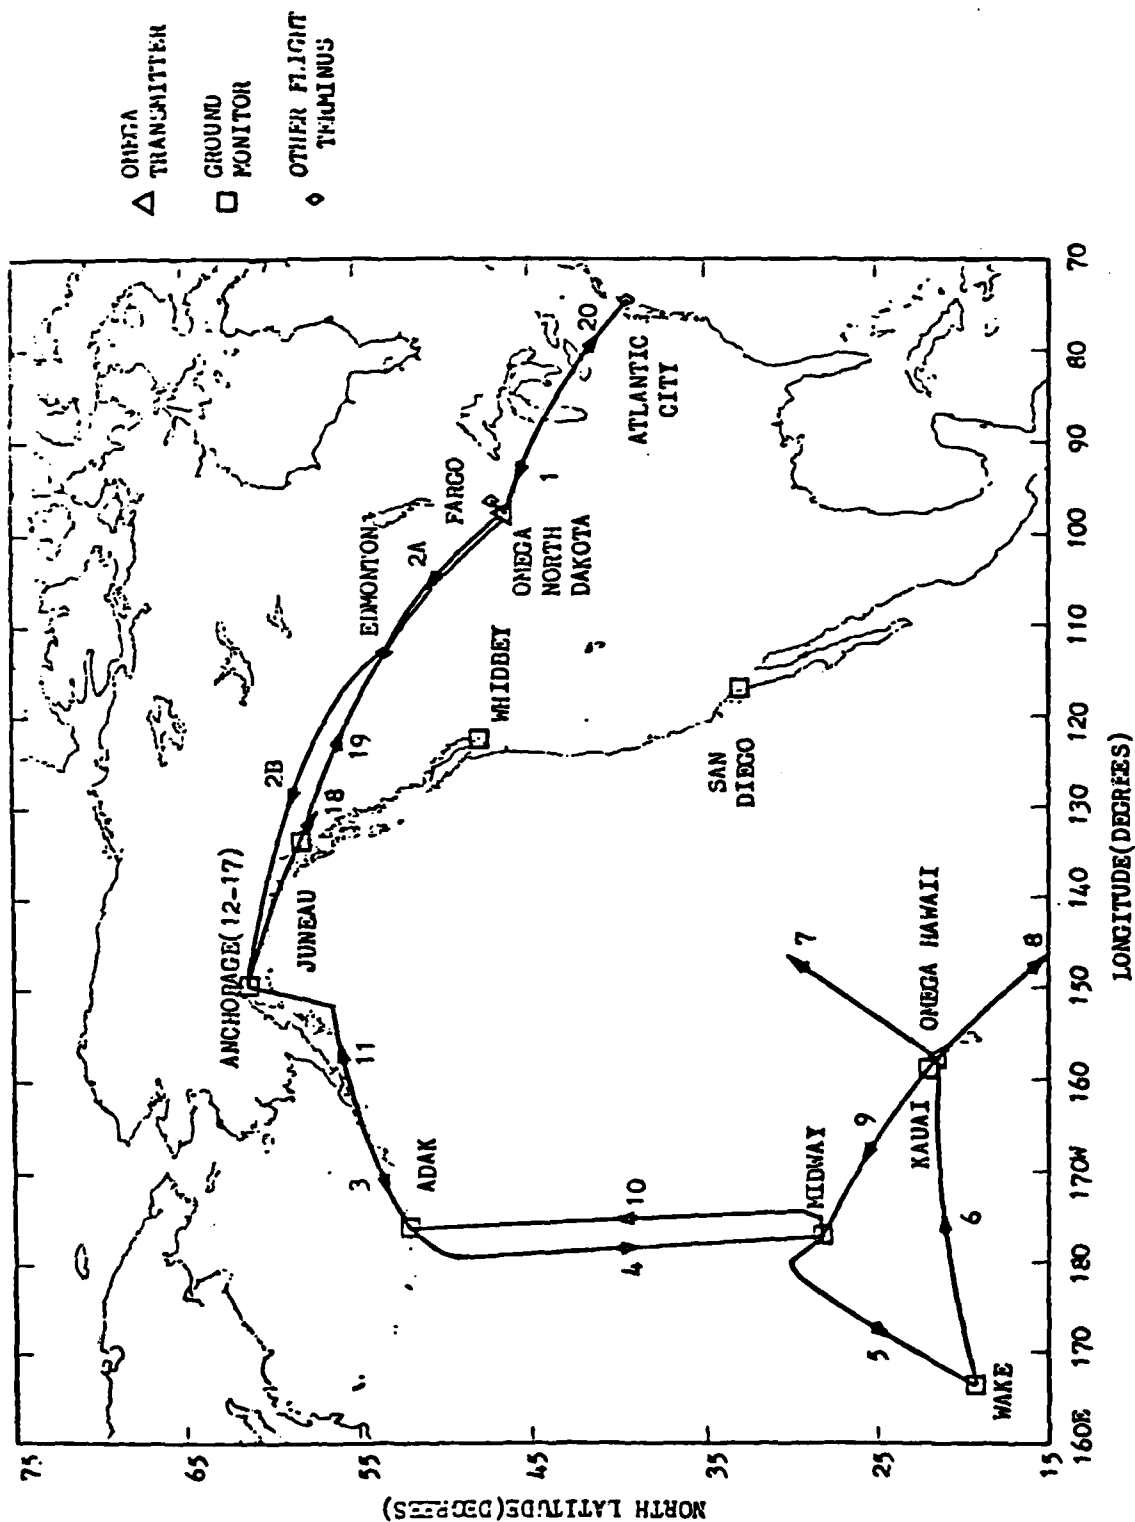 OMEGA
TRANSMITTER
GROUND
MONITOR
OTHER FLIGHT
TERMINUS
NORTH LATITUDE(DEGREES)
75
65
55
45
35
25
15
ANCHORAGE(12-17)
JUNEAU
2B
18
19
EDMONTON
2A
FARGO
OMEGA
NORTH
DAKOTA
1
20
ATLANTIC
CITY
WHIDBEY
SAN
DIEGO
11
3
ADAK
10
4
MIDWAY
5
WAKE
6
9
KAUAI
OMEGA HAWAII
7
8
160E
170
180
170W
160
150
140
130
120
110
100
90
80
70
LONGITUDE(DEGREES)